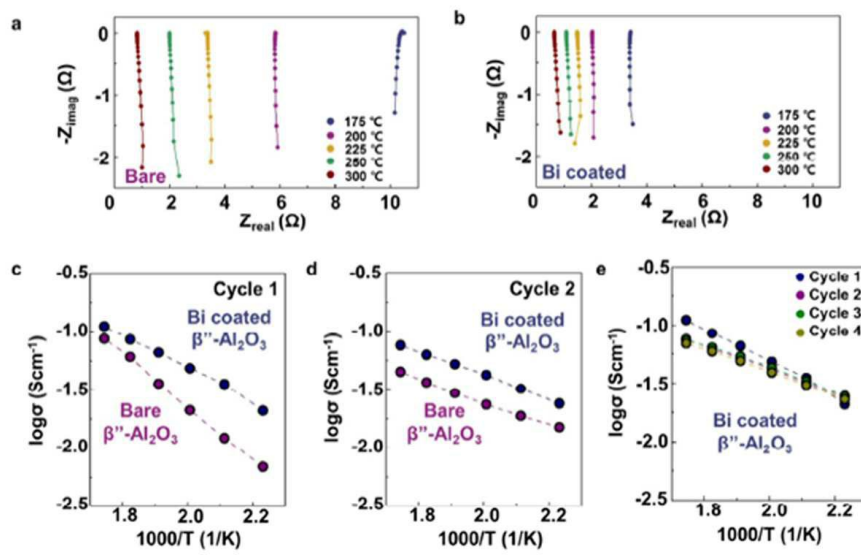 a
-Z_imag (Ω)
0
-1
-2
Bare
175 ℃
200 ℃
225 ℃
250 ℃
300 ℃
0 2 4 6 8 10
Z_real (Ω)
b
-Z_imag (Ω)
0
-1
-2
Bi coated
175 ℃
200 ℃
225 ℃
250 ℃
300 ℃
0 2 4 6 8 10
Z_real (Ω)
c
logσ (Scm⁻¹)
-0.5
-1.0
-1.5
-2.0
-2.5
Cycle 1
Bi coated
β"-Al₂O₃
Bare
β"-Al₂O₃
1.8 2.0 2.2
1000/T (1/K)
d
logσ (Scm⁻¹)
-0.5
-1.0
-1.5
-2.0
-2.5
Cycle 2
Bi coated
β"-Al₂O₃
Bare
β"-Al₂O₃
1.8 2.0 2.2
1000/T (1/K)
e
logσ (Scm⁻¹)
-0.5
-1.0
-1.5
-2.0
-2.5
Cycle 1
Cycle 2
Cycle 3
Cycle 4
Bi coated
β"-Al₂O₃
1.8 2.0 2.2
1000/T (1/K)